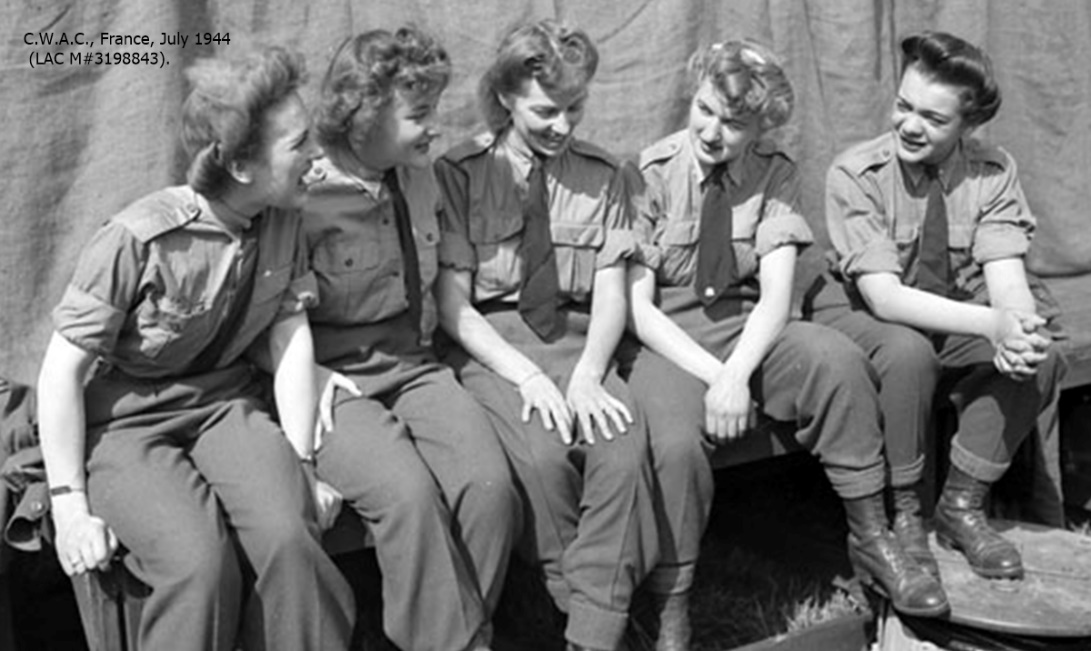 C.W.A.C., France, July 1944
(LAC M#3198843).